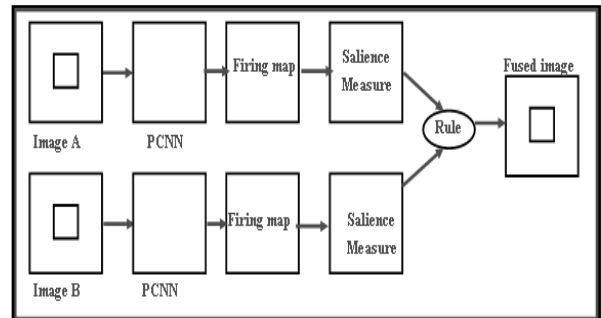 Image A
PCNN
Firing map
Salience
Measure
Rule
Fused image
Image B
PCNN
Firing map
Salience
Measure